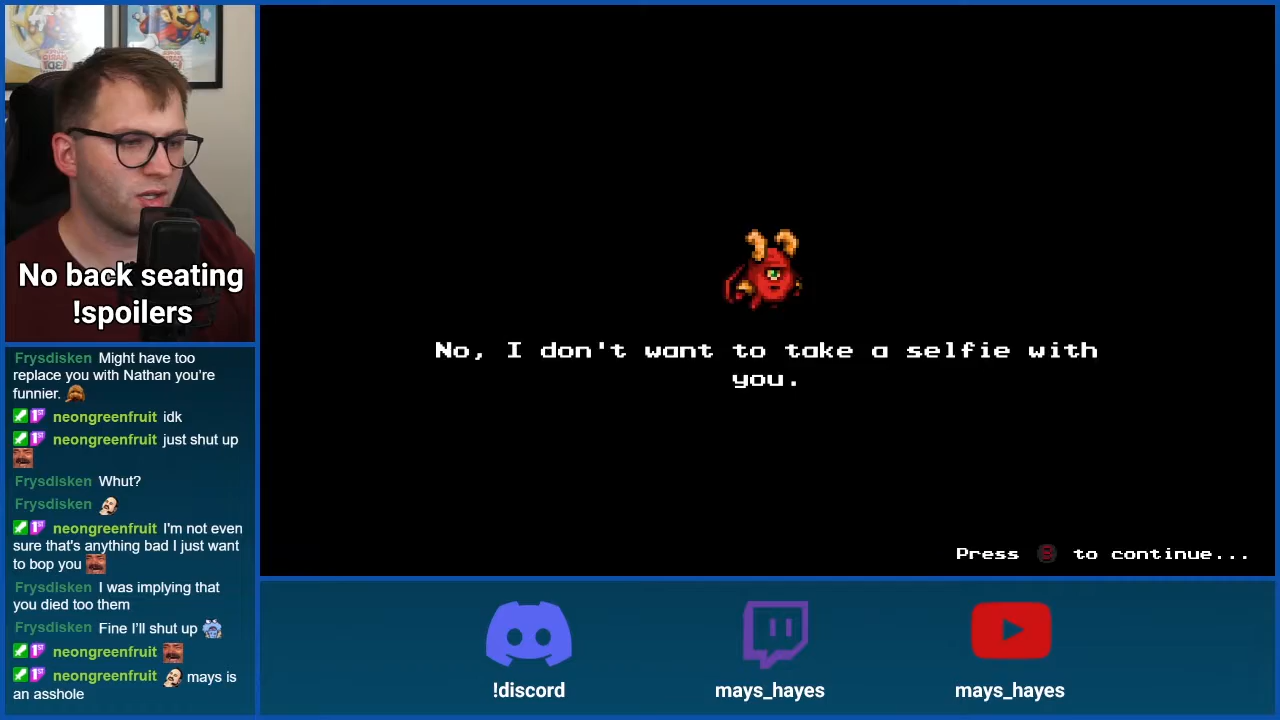 No back seating
!spoilers
Frysdisken Might have too
replace you with Nathan you're
funnier.
neongreenfruit idk
neongreenfruit just shut up
Frysdisken Whut?
Frysdisken
neongreenfruit I'm not even
sure that's anything bad I just want
to bop you
Frysdisken I was implying that
you died too them
Frysdisken Fine I'll shut up
neongreenfruit
neongreenfruit mays is
an asshole
No, I don't want to take a selfie with
you.
Press B to continue...
!discord
mays_hayes
mays_hayes